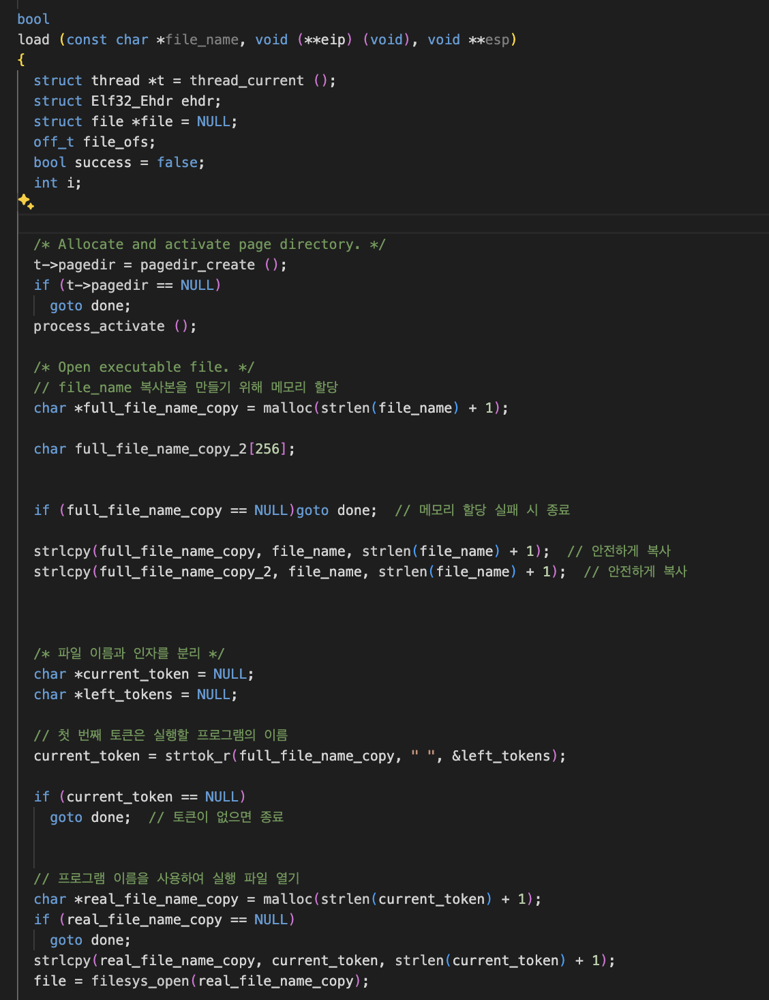 bool
load (const char *file_name, void (**eip) (void), void **esp)
{
  struct thread *t = thread_current ();
  struct Elf32_Ehdr ehdr;
  struct file *file = NULL;
  off_t file_ofs;
  bool success = false;
  int i;
  /* Allocate and activate page directory. */
  t->pagedir = pagedir_create ();
  if (t->pagedir == NULL)
    goto done;
  process_activate ();
  /* Open executable file. */
  // file_name 복사본을 만들기 위해 메모리 할당
  char *full_file_name_copy = malloc(strlen(file_name) + 1);
  char full_file_name_copy_2[256];
  if (full_file_name_copy == NULL)goto done;  // 메모리 할당 실패 시 종료
  strlcpy(full_file_name_copy, file_name, strlen(file_name) + 1);  // 안전하게 복사
  strlcpy(full_file_name_copy_2, file_name, strlen(file_name) + 1);  // 안전하게 복사
  /* 파일 이름과 인자를 분리 */
  char *current_token = NULL;
  char *left_tokens = NULL;
  // 첫 번째 토큰은 실행할 프로그램의 이름
  current_token = strtok_r(full_file_name_copy, " ", &left_tokens);
  if (current_token == NULL)
    goto done;  // 토큰이 없으면 종료
  // 프로그램 이름을 사용하여 실행 파일 열기
  char *real_file_name_copy = malloc(strlen(current_token) + 1);
  if (real_file_name_copy == NULL)
    goto done;
  strlcpy(real_file_name_copy, current_token, strlen(current_token) + 1);
  file = filesys_open(real_file_name_copy);